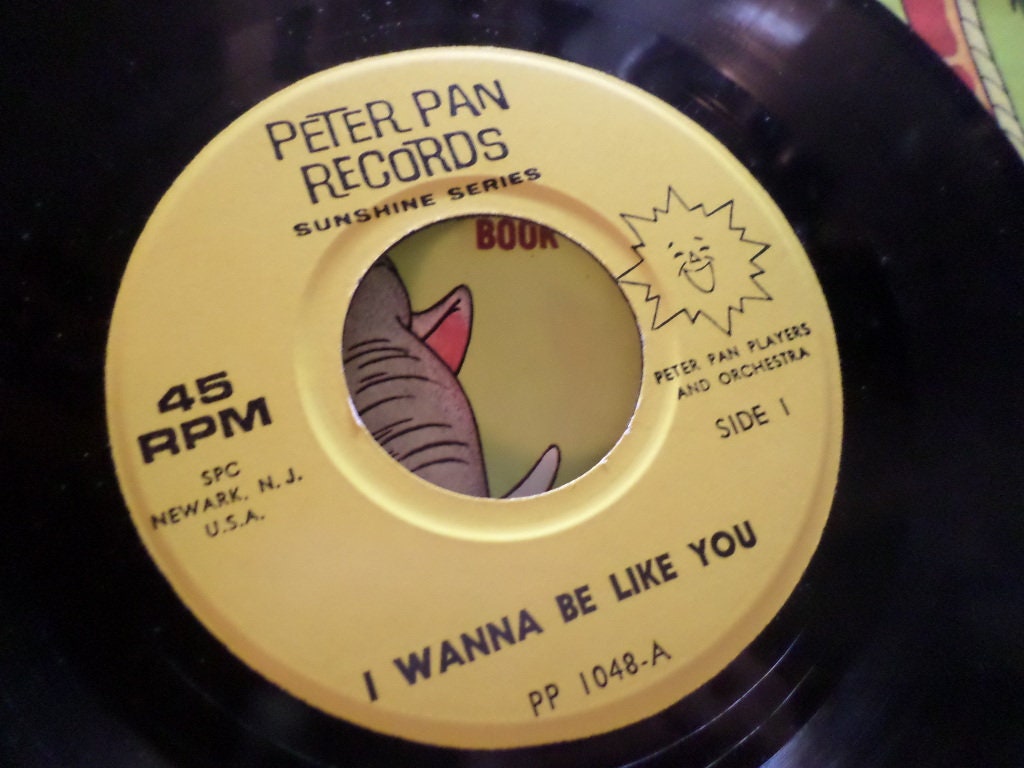 PETER PAN
RECORDS
SUNSHINE SERIES
BOOK
PETER PAN PLAYERS
AND ORCHESTRA
SIDE 1
45
RPM
SPC
NEWARK, N.J.
U.S.A.
I WANNA BE LIKE YOU
PP 1048-A